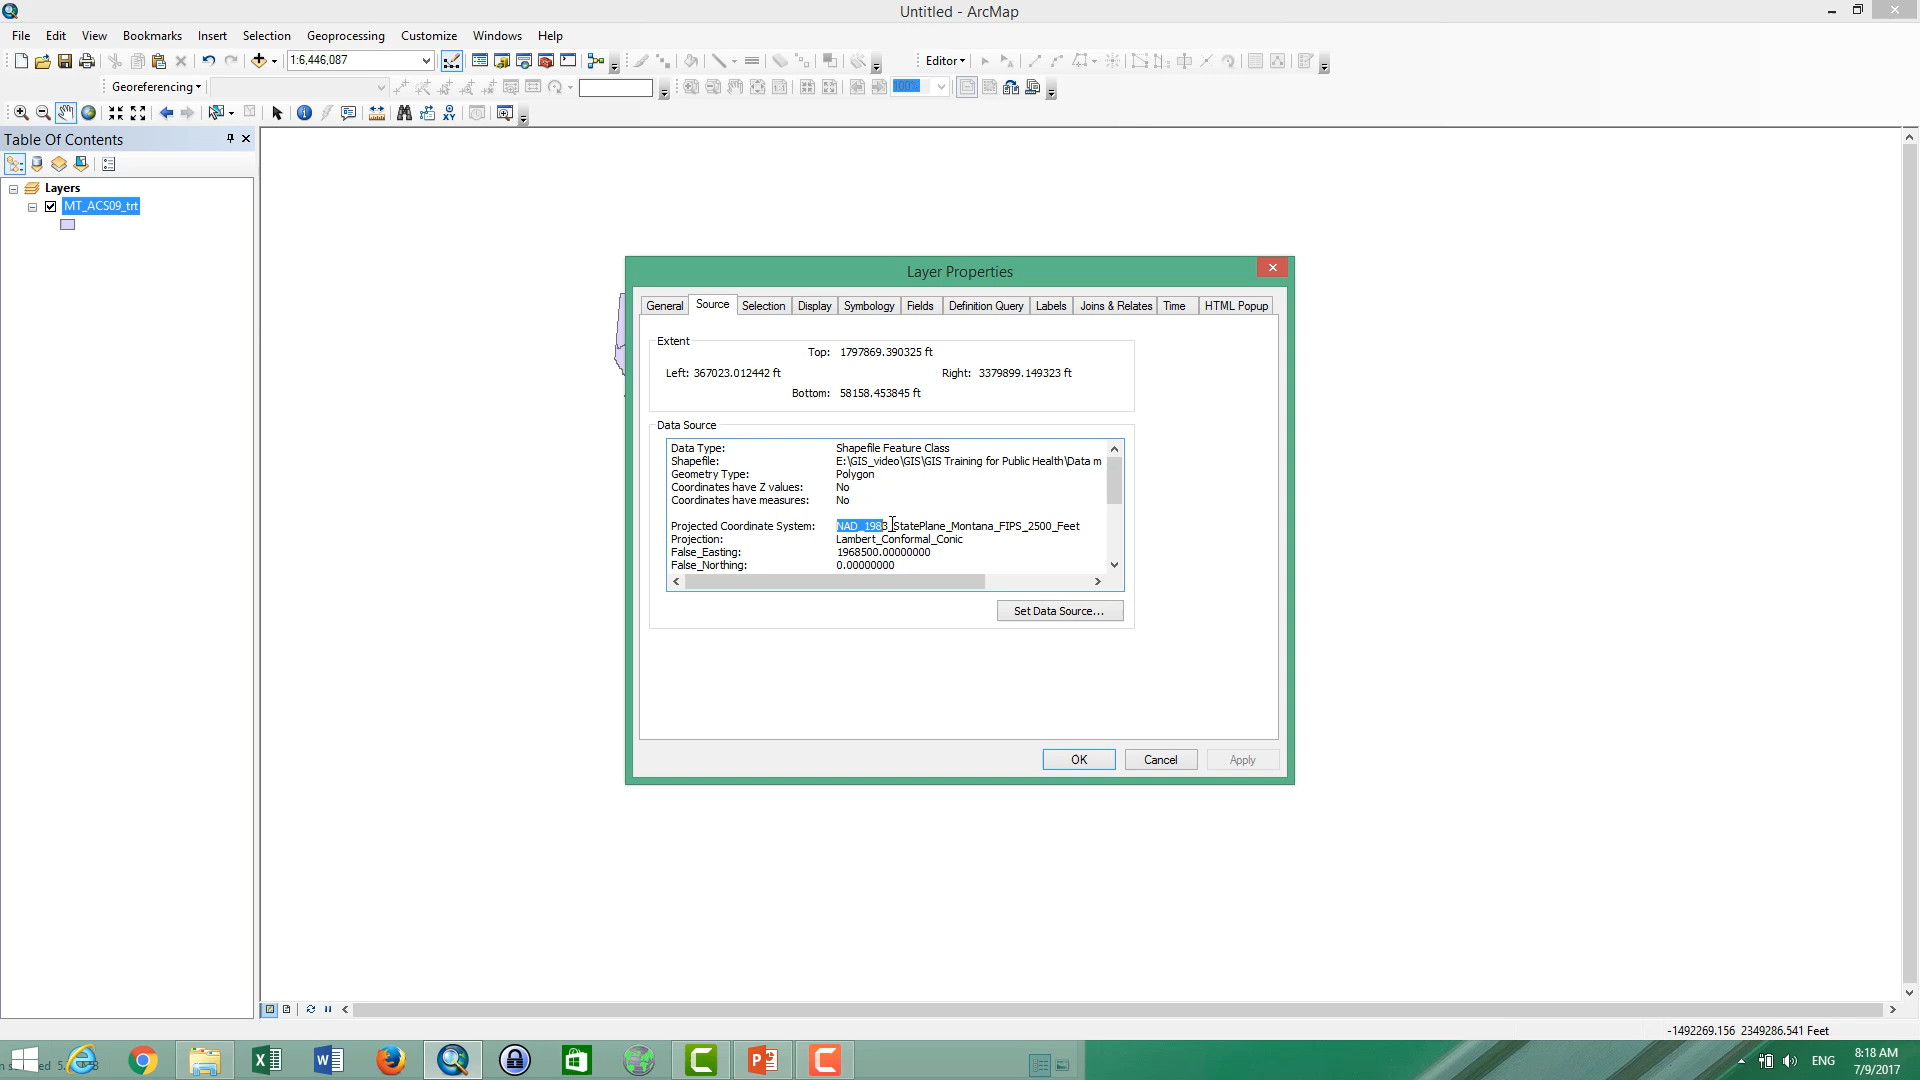 Untitled - ArcMap
File Edit View Bookmarks Insert Selection Geoprocessing Customize Windows Help
1:6,446,087 Editor
Georeferencing 100%
Table Of Contents
Layers
MT_ACS09_trt
Layer Properties
General Source Selection Display Symbology Fields Definition Query Labels Joins & Relates Time HTML Popup
Extent
Top: 1797869.390325 ft
Left: 367023.012442 ft Right: 3379899.149323 ft
Bottom: 58158.453845 ft
Data Source
Data Type: Shapefile Feature Class
Shapefile: E:\GIS_video\GIS\GIS Training for Public Health\Data m
Geometry Type: Polygon
Coordinates have Z values: No
Coordinates have measures: No
Projected Coordinate System: NAD_1983_StatePlane_Montana_FIPS_2500_Feet
Projection: Lambert_Conformal_Conic
False_Easting: 1968500.00000000
False_Northing: 0.00000000
Set Data Source...
OK Cancel Apply
-1492269.156 2349286.541 Feet
ENG
8:18 AM
7/9/2017